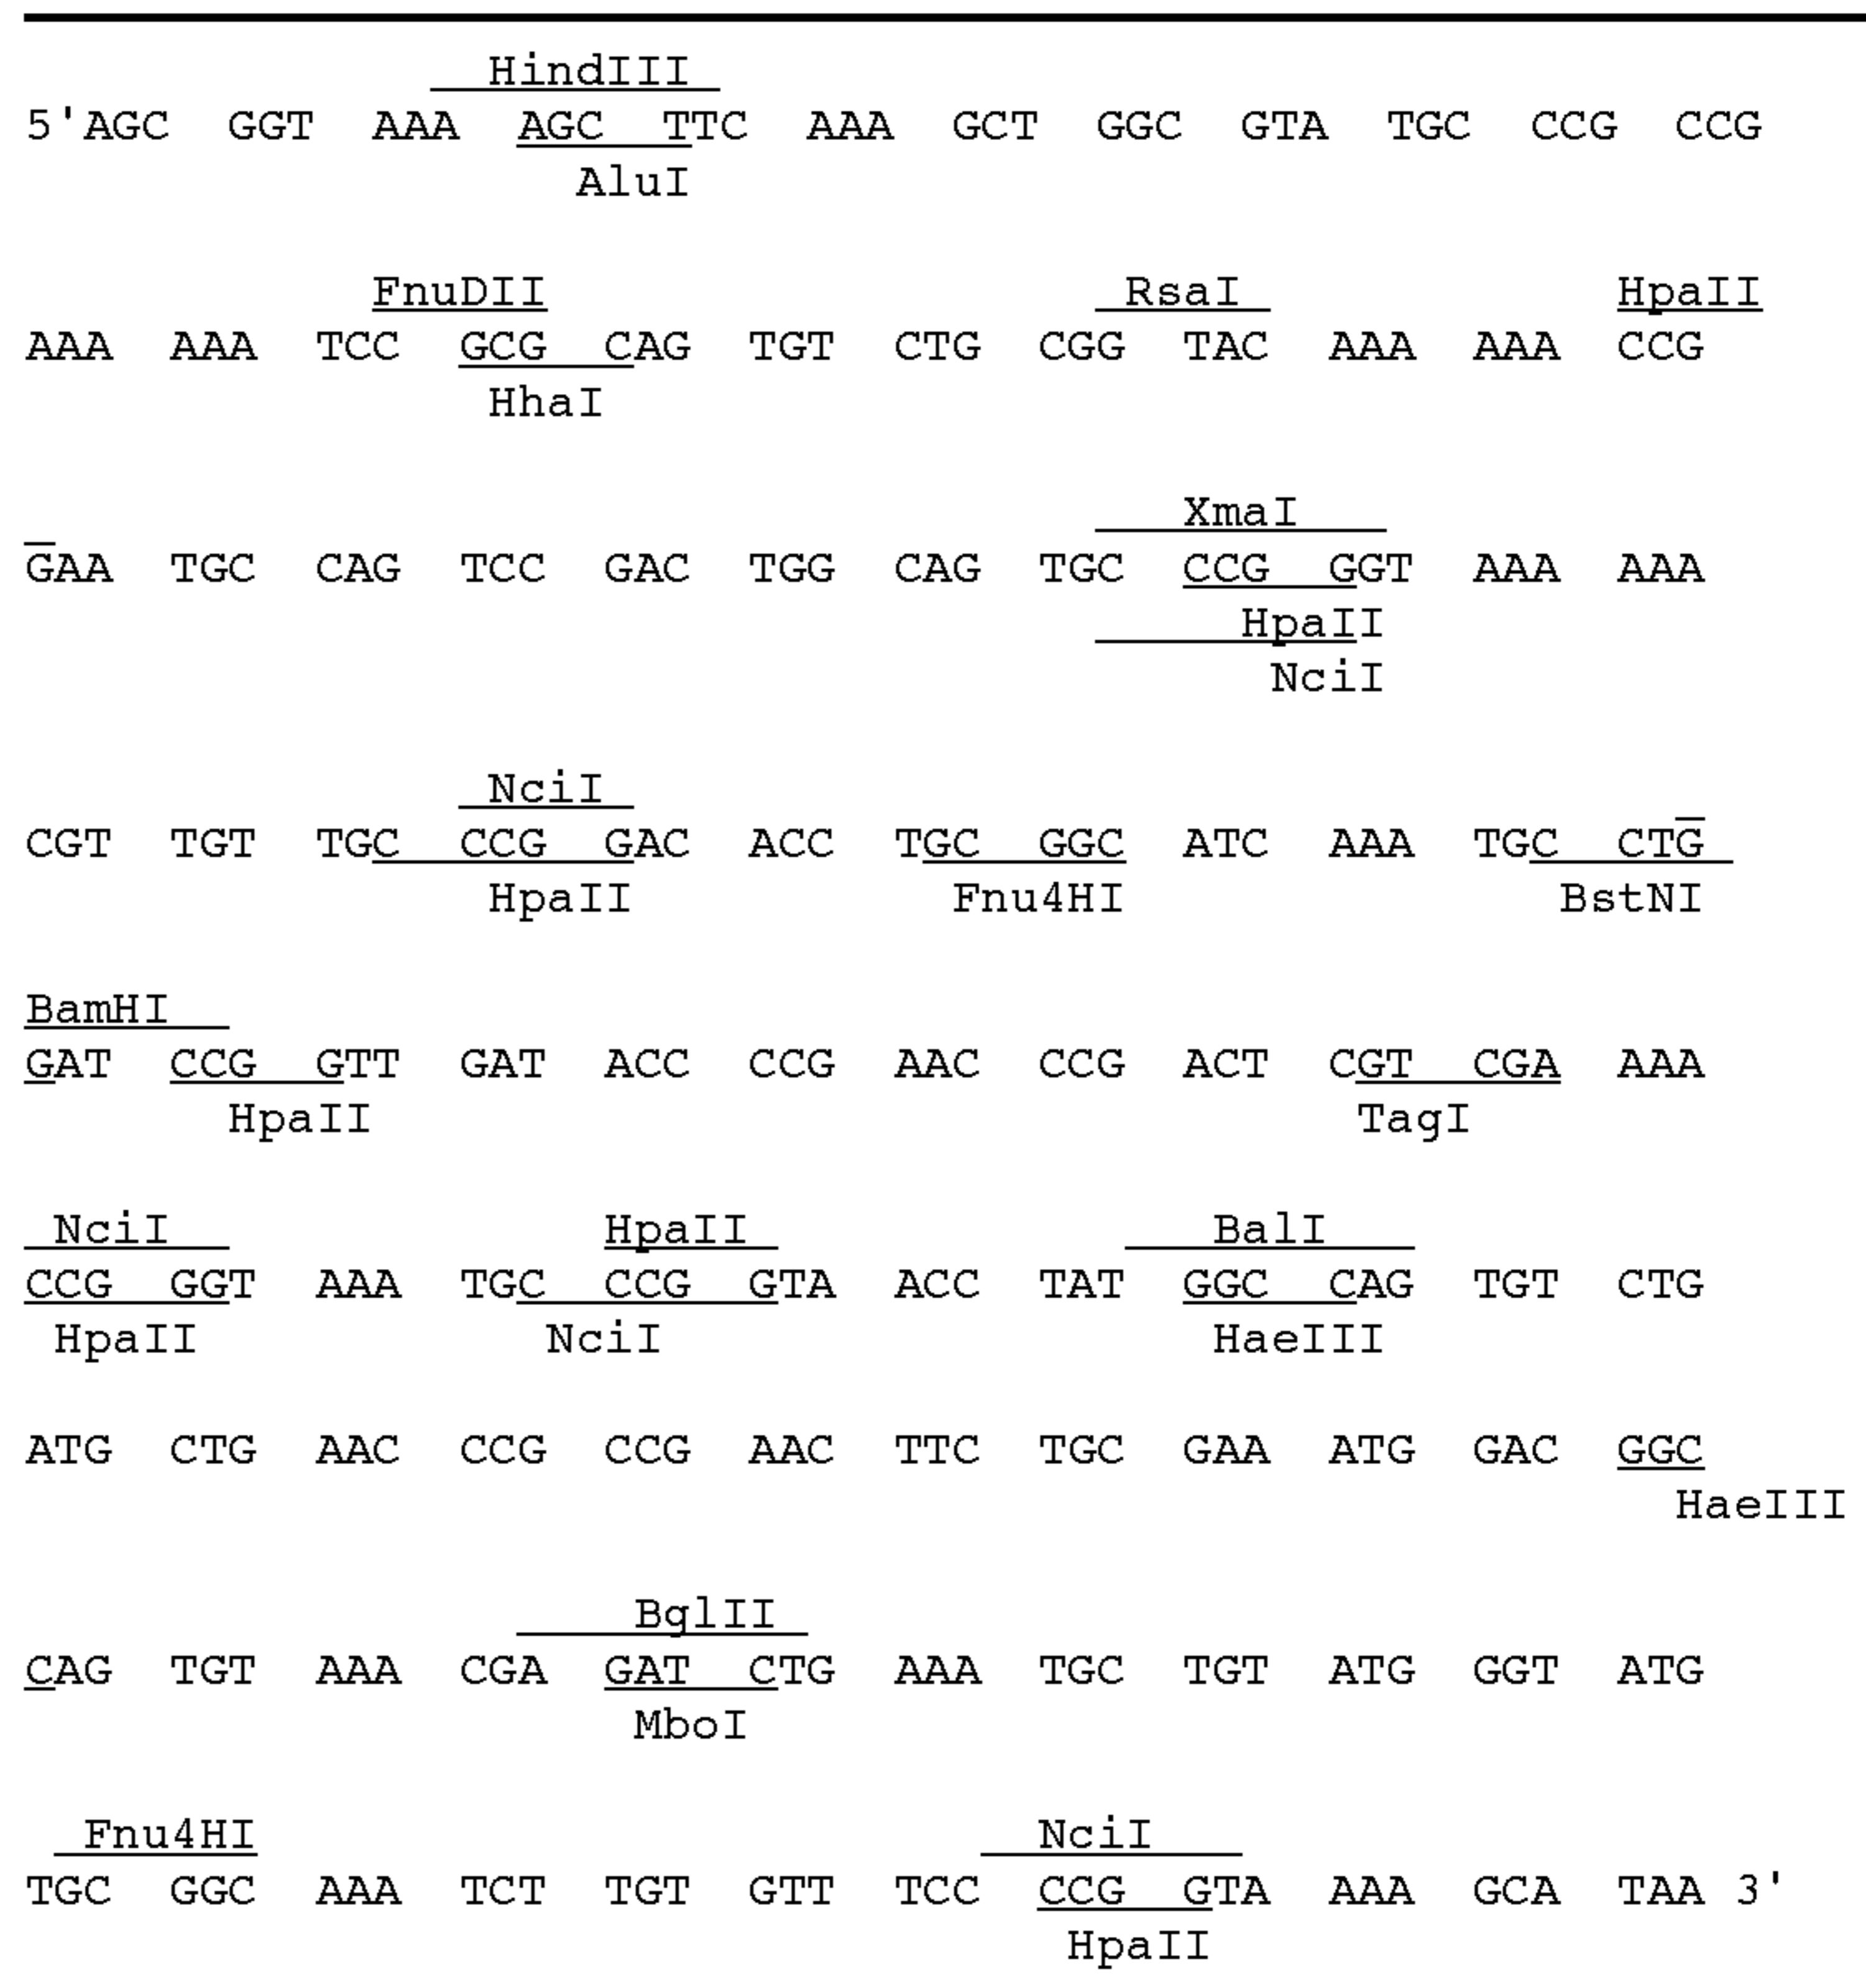 HindIII
5'AGC GGT AAA AGC TTC AAA GCT GGC GTA TGC CCG CCG
AluI
FnuDII RsaI HpaII
AAA AAA TCC GCG CAG TGT CTG CGG TAC AAA AAA CCG
HhaI
XmaI
GAA TGC CAG TCC GAC TGG CAG TGC CCG GGT AAA AAA
HpaII
NciI
NciI
CGT TGT TGC CCG GAC ACC TGC GGC ATC AAA TGC CTG
HpaII Fnu4HI BstNI
BamHI
GAT CCG GTT GAT ACC CCG AAC CCG ACT CGT CGA AAA
HpaII TagI
NciI HpaII BalI
CCG GGT AAA TGC CCG GTA ACC TAT GGC CAG TGT CTG
HpaII NciI HaeIII
ATG CTG AAC CCG CCG AAC TTC TGC GAA ATG GAC GGC
HaeIII
BglII
CAG TGT AAA CGA GAT CTG AAA TGC TGT ATG GGT ATG
MboI
Fnu4HI NciI
TGC GGC AAA TCT TGT GTT TCC CCG GTA AAA GCA TAA 3'
HpaII